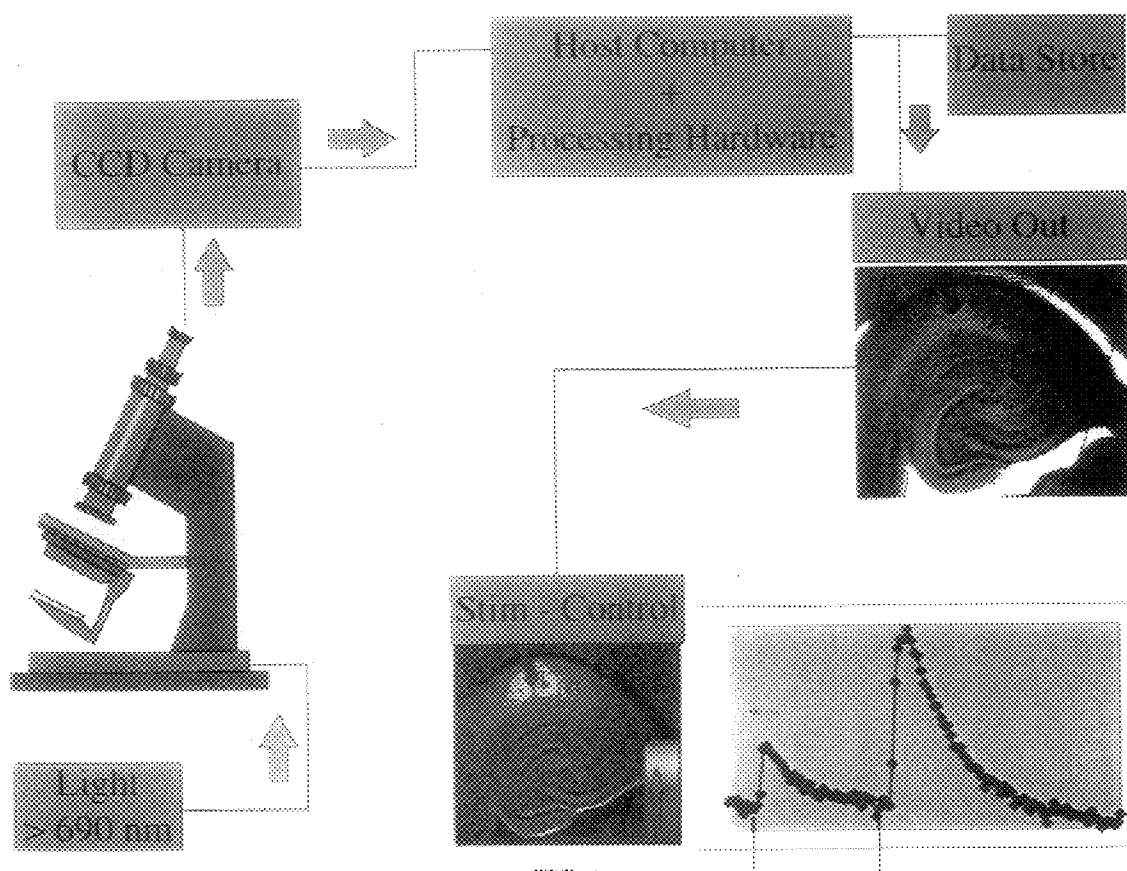 Host Computer
+
Processing Hardware
Data Store
CCD Camera
Video Out
Stim - Control
Light
> 690 nm